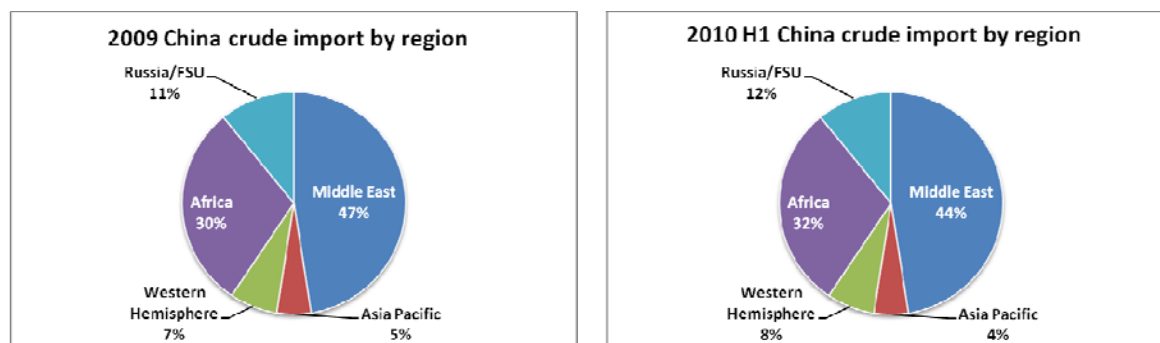 2009 China crude import by region
Russia/FSU
11%
Middle East
47%
Africa
30%
Western
Hemisphere
7%
Asia Pacific
5%
2010 H1 China crude import by region
Russia/FSU
12%
Middle East
44%
Africa
32%
Western
Hemisphere
8%
Asia Pacific
4%